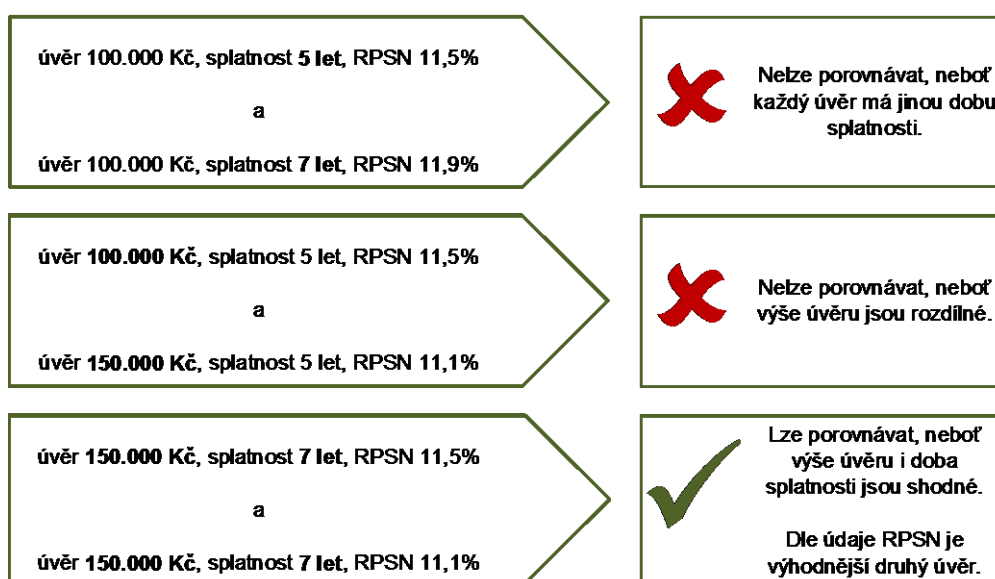 úvěr 100.000 Kč, splatnost 5 let, RPSN 11,5%
a
úvěr 100.000 Kč, splatnost 7 let, RPSN 11,9%
Nelze porovnávat, neboť
každý úvěr má jinou dobu
splatnosti.
úvěr 100.000 Kč, splatnost 5 let, RPSN 11,5%
a
úvěr 150.000 Kč, splatnost 5 let, RPSN 11,1%
Nelze porovnávat, neboť
výše úvěru jsou rozdílné.
úvěr 150.000 Kč, splatnost 7 let, RPSN 11,5%
a
úvěr 150.000 Kč, splatnost 7 let, RPSN 11,1%
Lze porovnávat, neboť
výše úvěru i doba
splatnosti jsou shodné.
Dle údaje RPSN je
výhodnější druhý úvěr.